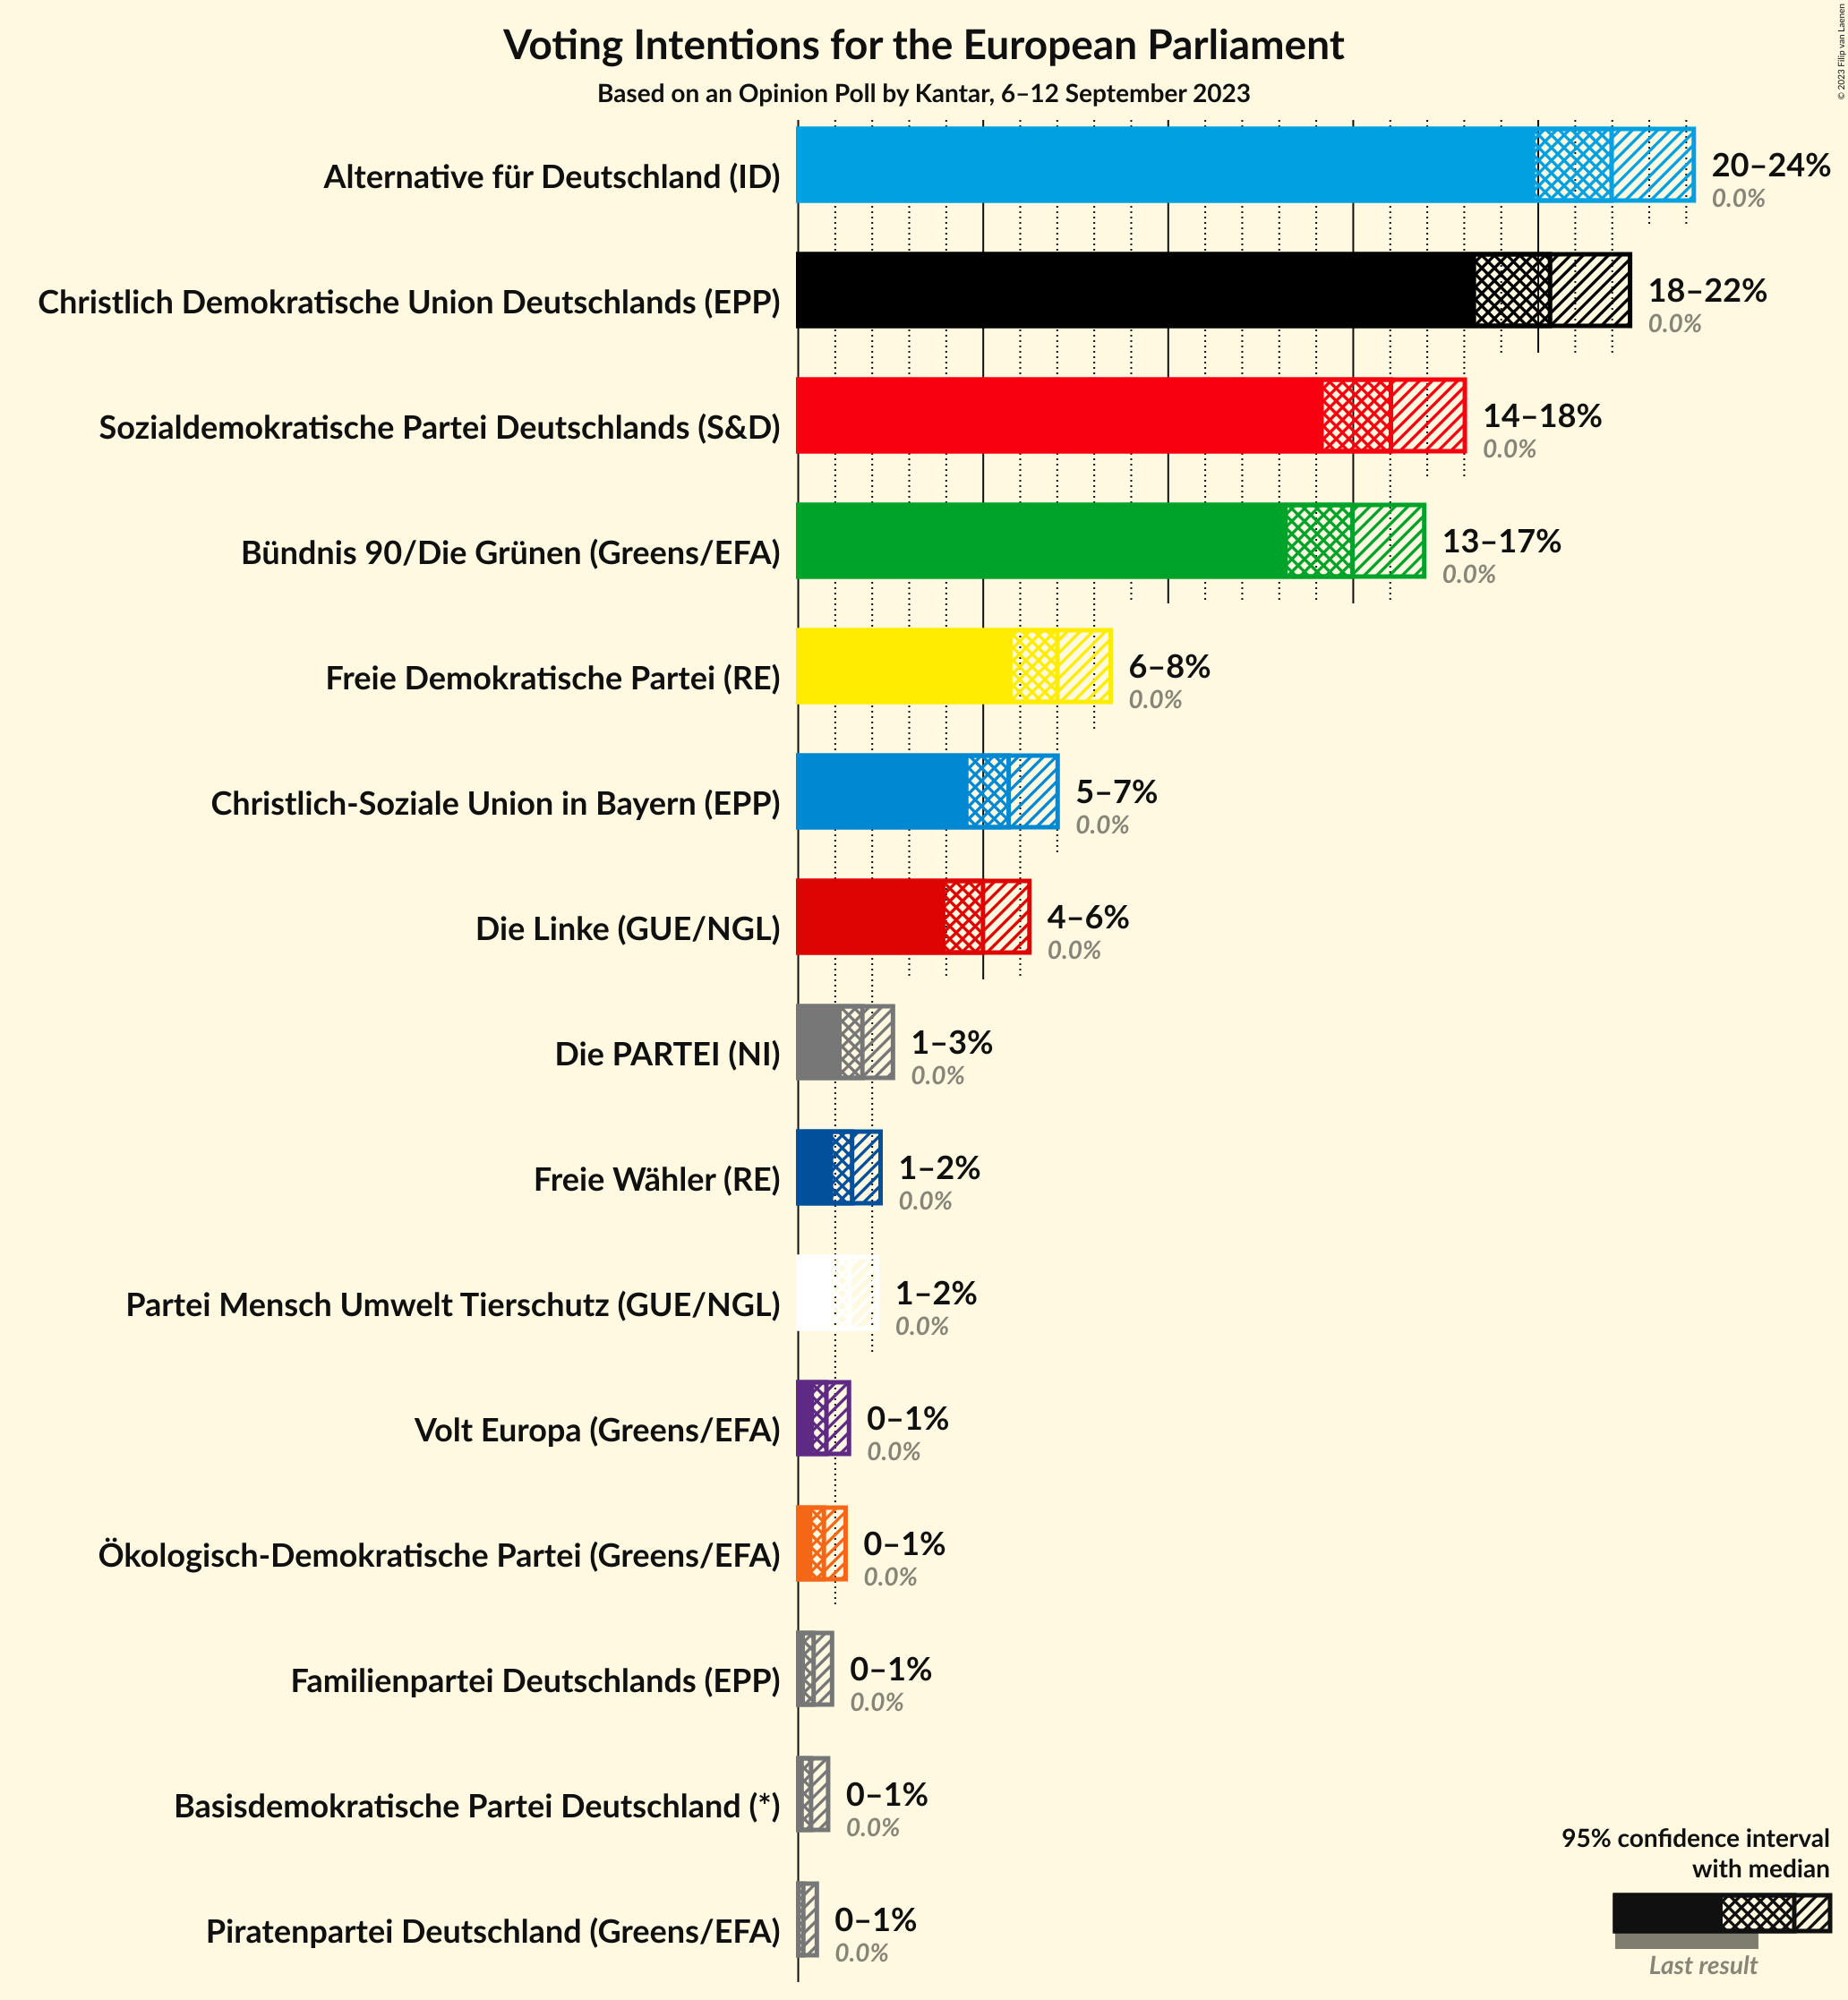 Voting Intentions for the European Parliament
Based on an Opinion Poll by Kantar, 6–12 September 2023
© 2023 Filip van Laenen
Alternative für Deutschland (ID)
20–24%
0.0%
Christlich Demokratische Union Deutschlands (EPP)
18–22%
0.0%
Sozialdemokratische Partei Deutschlands (S&D)
14–18%
0.0%
Bündnis 90/Die Grünen (Greens/EFA)
13–17%
0.0%
Freie Demokratische Partei (RE)
6–8%
0.0%
Christlich-Soziale Union in Bayern (EPP)
5–7%
0.0%
Die Linke (GUE/NGL)
4–6%
0.0%
Die PARTEI (NI)
1–3%
0.0%
Freie Wähler (RE)
1–2%
0.0%
Partei Mensch Umwelt Tierschutz (GUE/NGL)
1–2%
0.0%
Volt Europa (Greens/EFA)
0–1%
0.0%
Ökologisch-Demokratische Partei (Greens/EFA)
0–1%
0.0%
Familienpartei Deutschlands (EPP)
0–1%
0.0%
Basisdemokratische Partei Deutschland (*)
0–1%
0.0%
Piratenpartei Deutschland (Greens/EFA)
0–1%
0.0%
95% confidence interval
with median
Last result